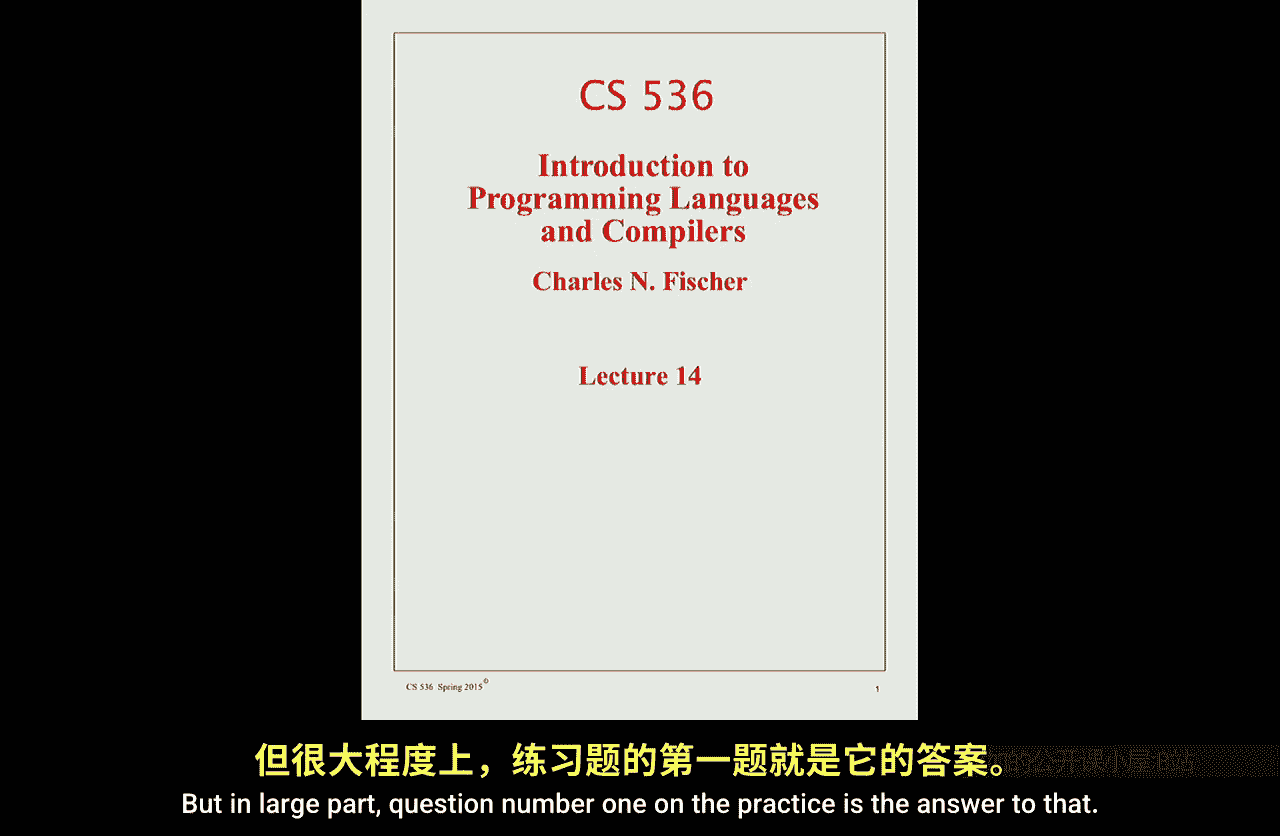 CS 536
Introduction to
Programming Languages
and Compilers
Charles N. Fischer
Lecture 14
CS 536 Spring 2015©
1
但很大程度上，练习题的第一题就是它的答案。
But in large part, question number one on the practice is the answer to that.